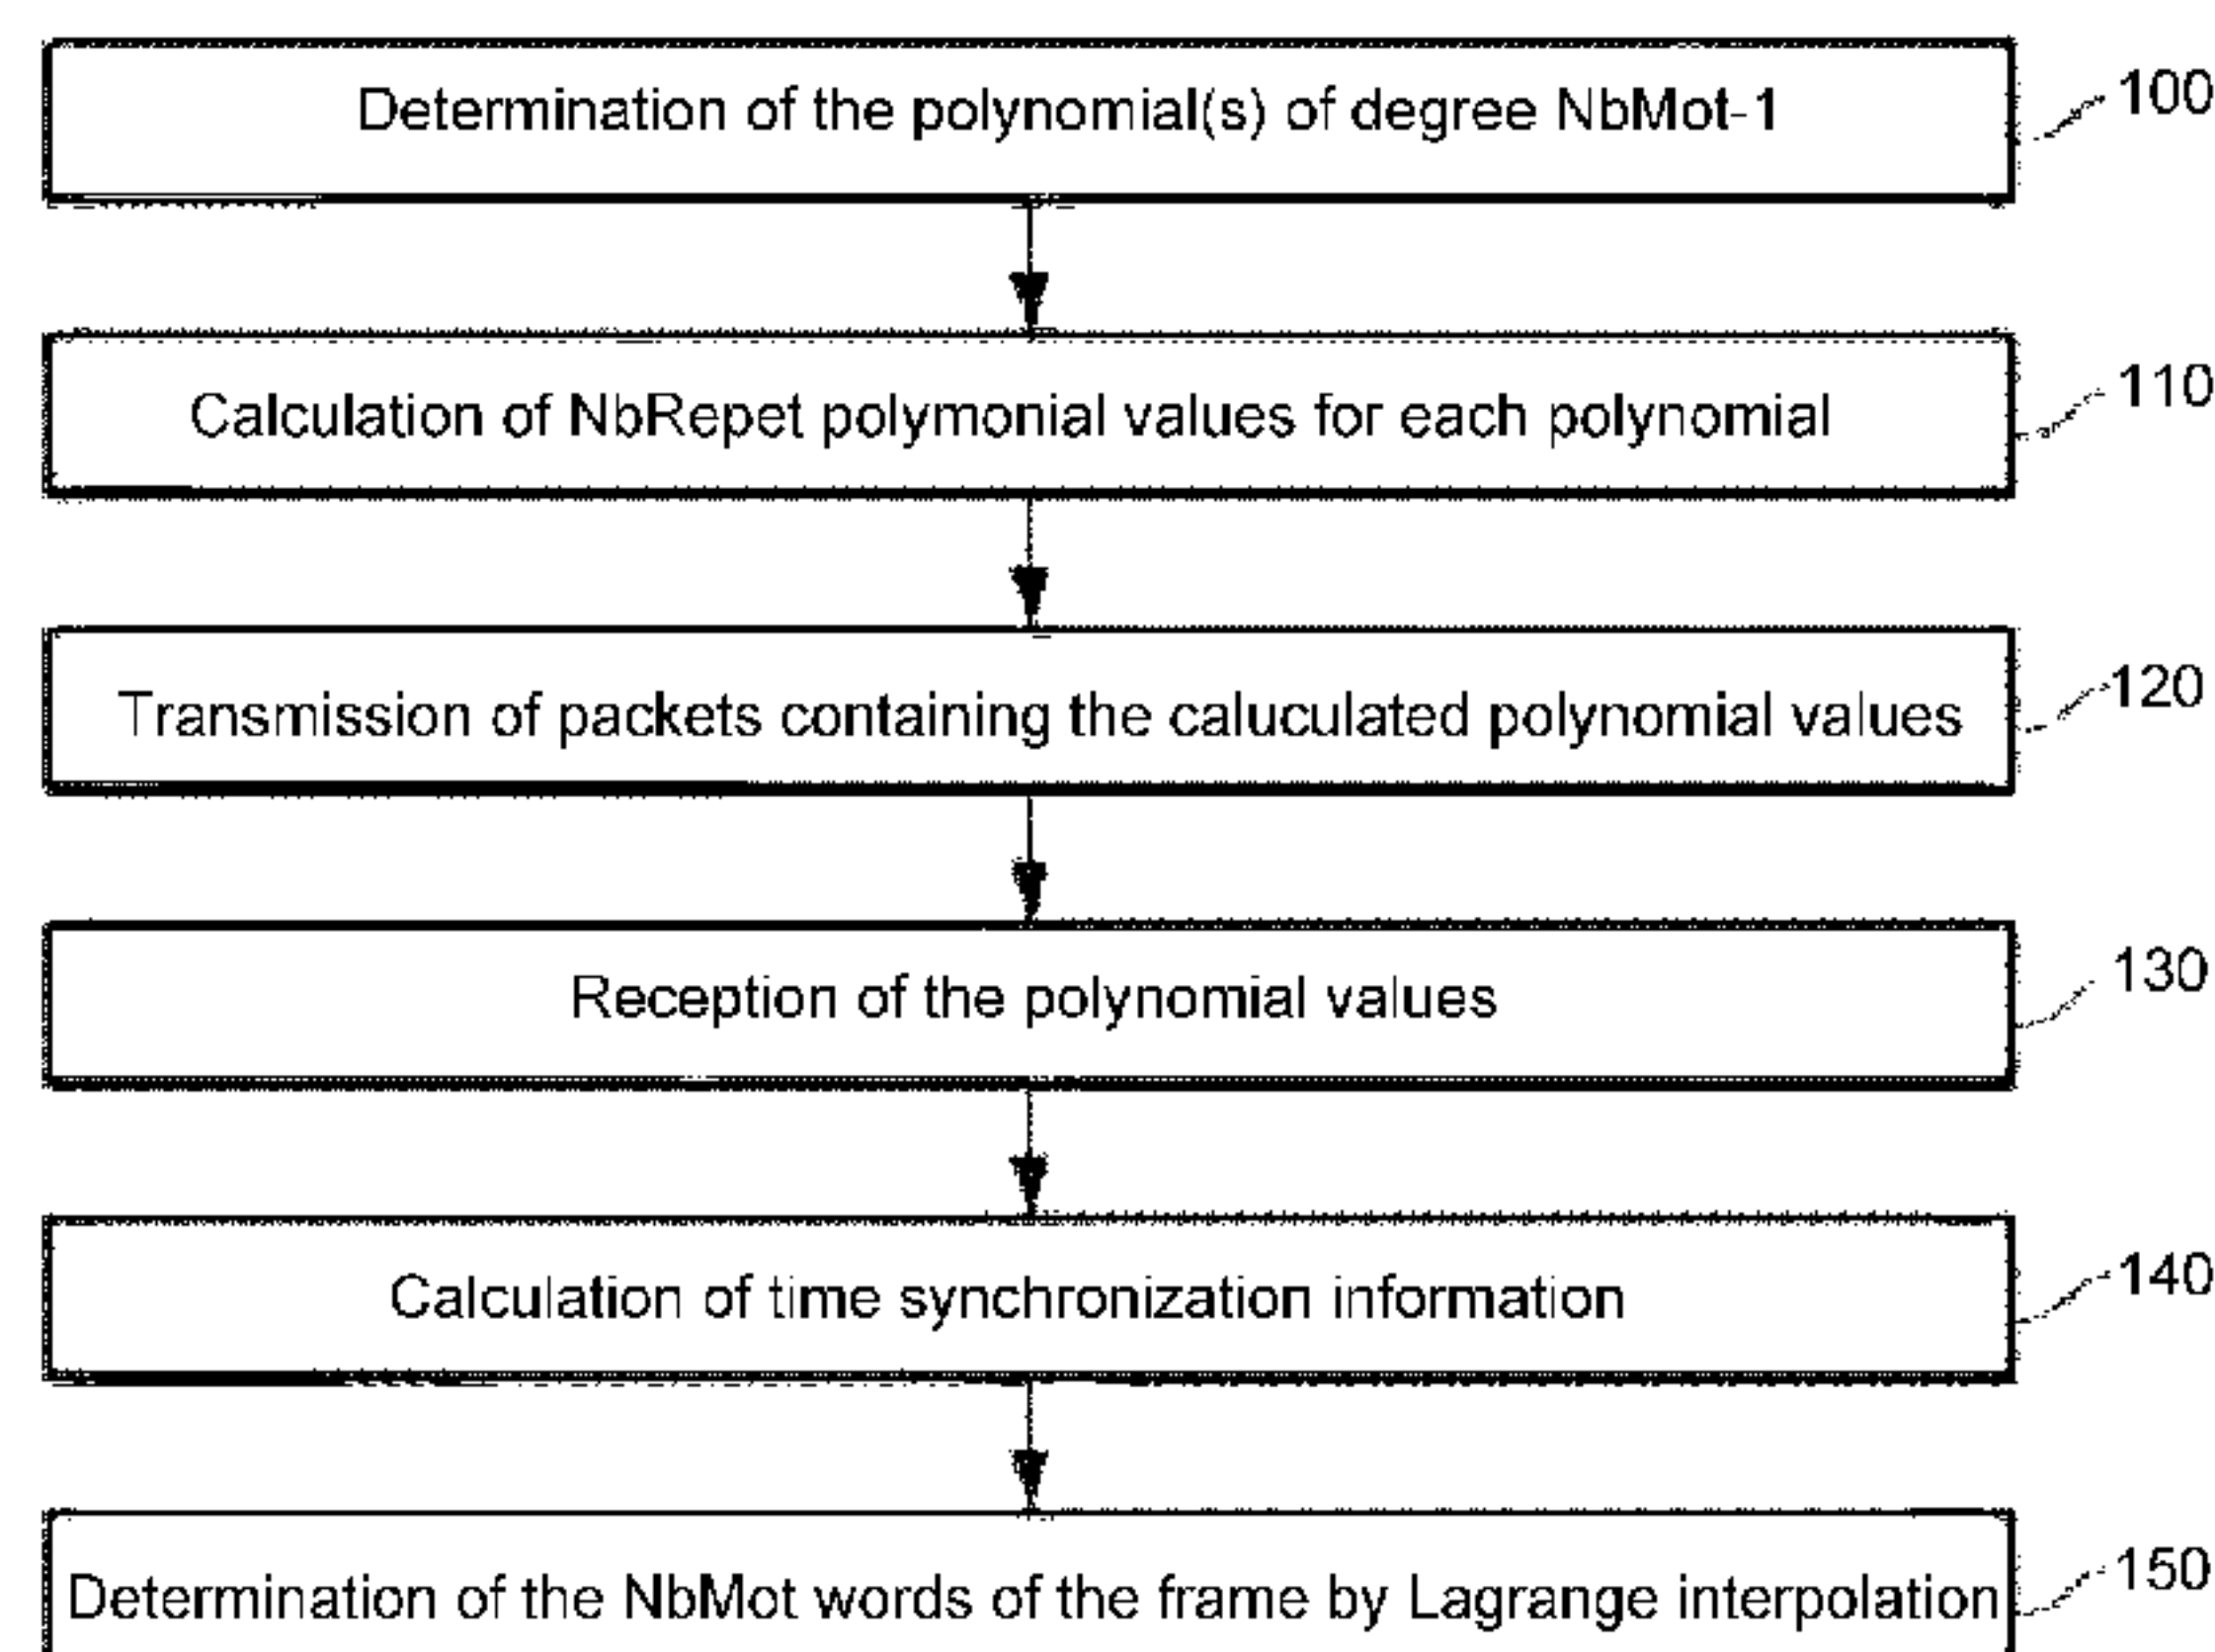 Determination of the polynomial(s) of degree NbMot-1
100
Calculation of NbRepet polymonial values for each polynomial
110
Transmission of packets containing the caluculated polynomial values
120
Reception of the polynomial values
130
Calculation of time synchronization information
140
Determination of the NbMot words of the frame by Lagrange interpolation
150